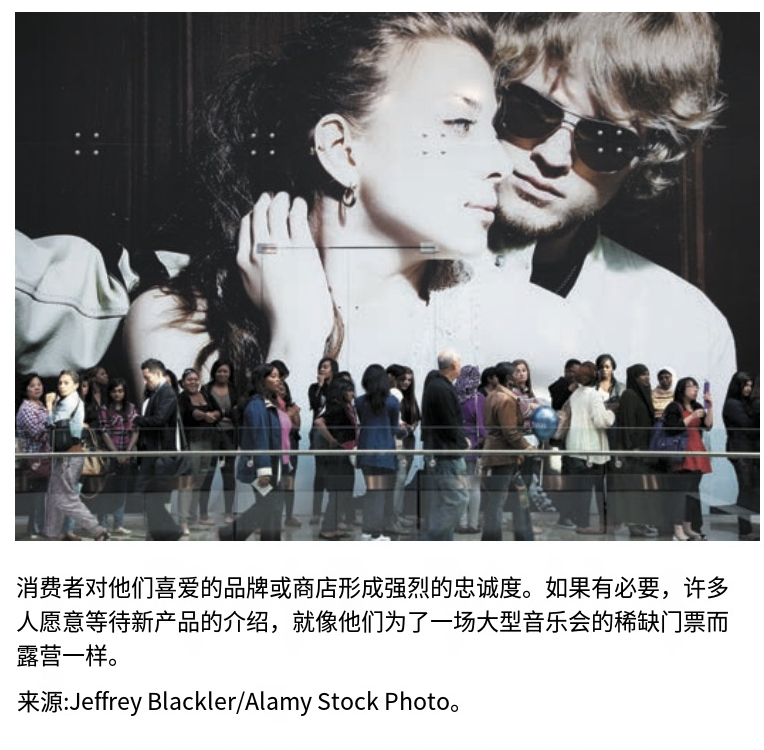 消费者对他们喜爱的品牌或商店形成强烈的忠诚度。如果有必要，许多
人愿意等待新产品的介绍，就像他们为了一场大型音乐会的稀缺门票而
露营一样。
来源:Jeffrey Blackler/Alamy Stock Photo。